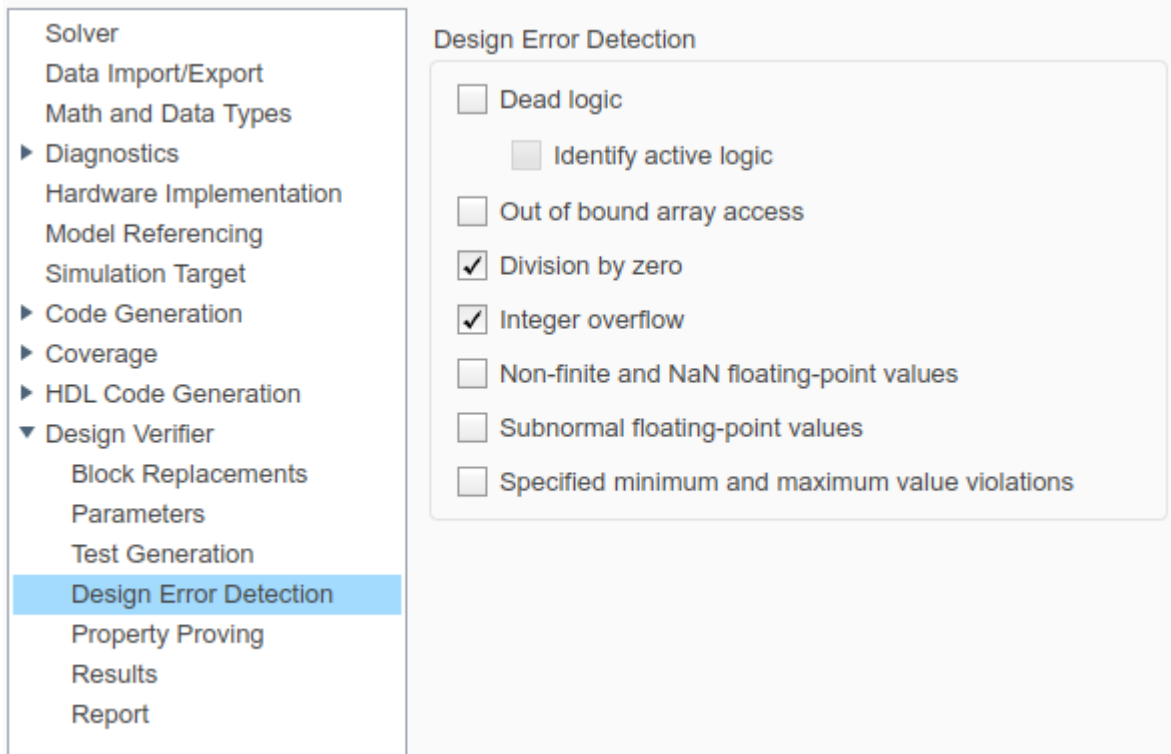 Solver
Data Import/Export
Math and Data Types
Diagnostics
Hardware Implementation
Model Referencing
Simulation Target
Code Generation
Coverage
HDL Code Generation
Design Verifier
Block Replacements
Parameters
Test Generation
Design Error Detection
Property Proving
Results
Report
Design Error Detection
Dead logic
Identify active logic
Out of bound array access
Division by zero
Integer overflow
Non-finite and NaN floating-point values
Subnormal floating-point values
Specified minimum and maximum value violations